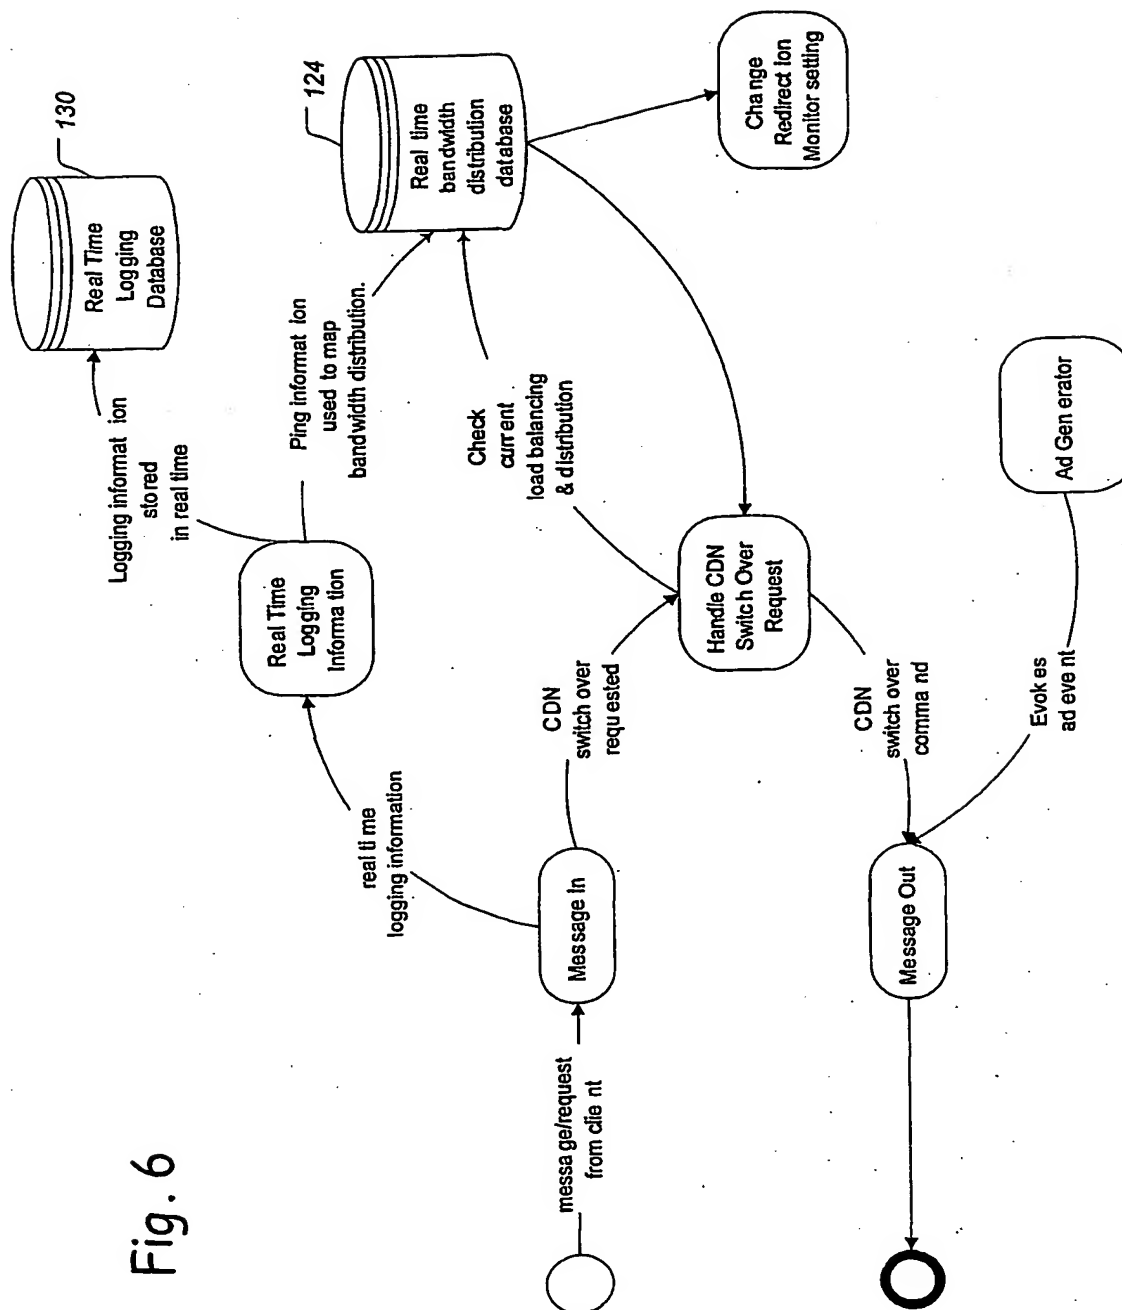 Fig. 6
130
Real Time
Logging
Database
124
Real time
bandwidth
distribution
database
Change
Redirect Ion
Monitor setting
Logging informat ion
stored
in real time
Ping informat ion
used to map
bandwidth distribution.
Check
current
load balancing
& distribution
Real Time
Logging
Informa tion
real ti me
logging information
CDN
switch over
requested
Handle CDN
Switch Over
Request
Ad Gen erator
CDN
switch over
comma nd
Evok es
ad eve nt
Message In
Message Out
messa ge/request
from clie nt